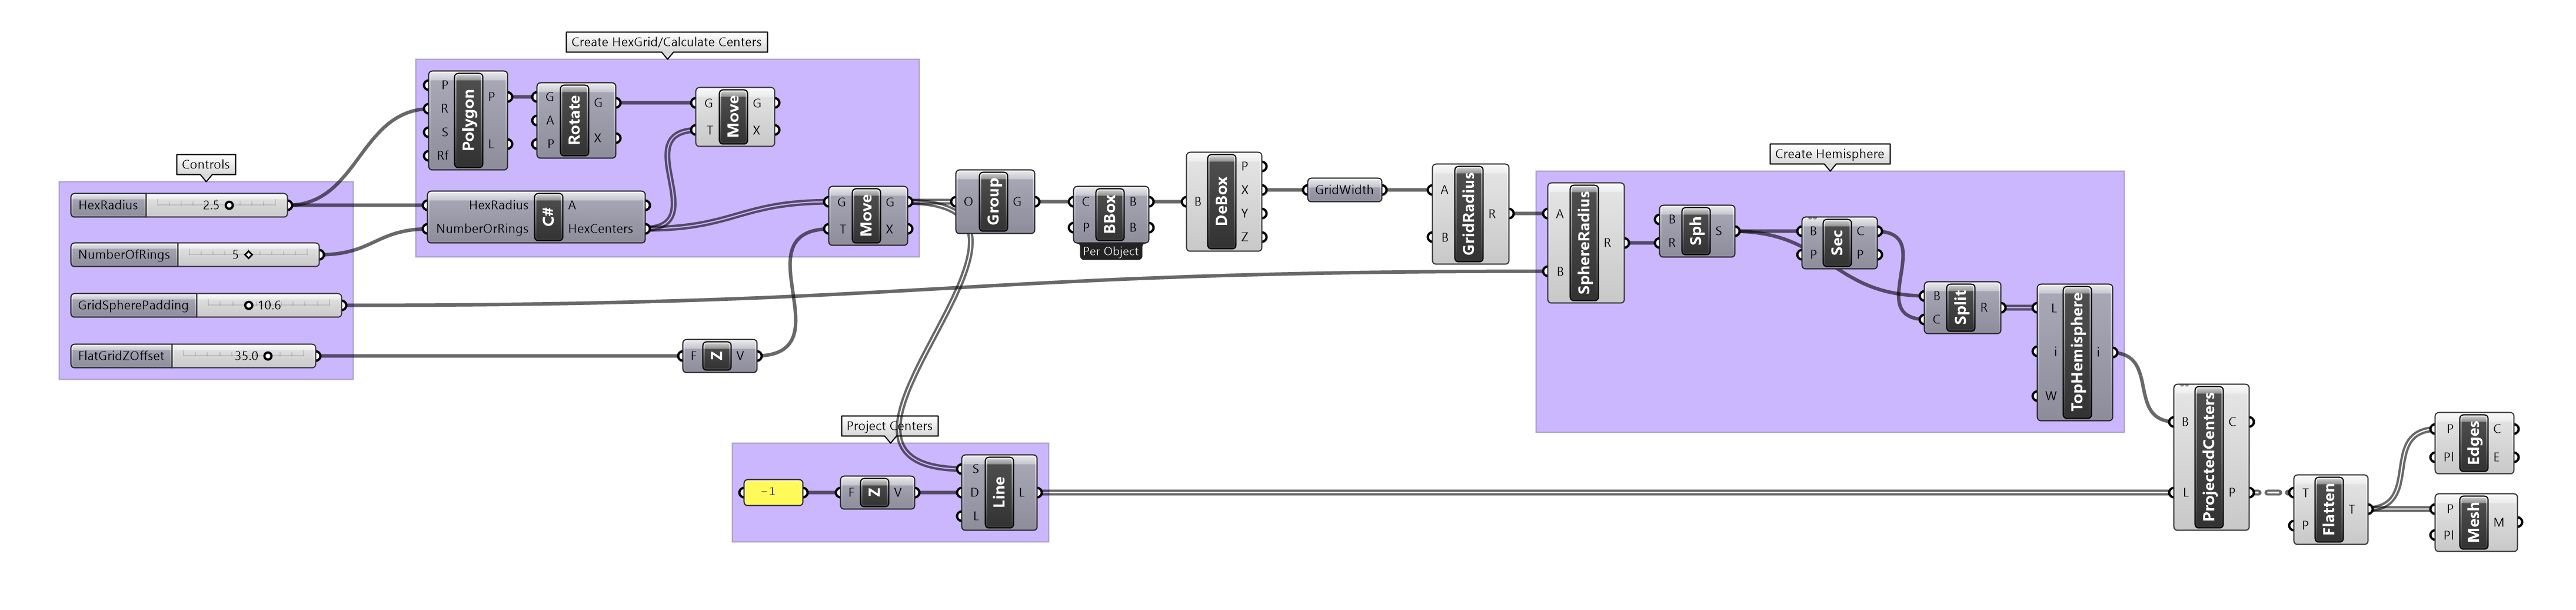 Create HexGrid/Calculate Centers
P
R
S
Rf
Polygon
P
L
G
A
P
Rotate
G
X
G
T
Move
G
X
Controls
HexRadius 2.5
NumberOfRings 5
GridSpherePadding 10.6
FlatGridZOffset 35.0
HexRadius
NumberOrRings
C#
A
HexCenters
G
T
Move
G
X
F
Z
V
O
Group
G
C
P
BBox
B
B
Per Object
B
DeBox
P
X
Y
Z
GridWidth
A
B
GridRadius
R
Create Hemisphere
A
B
SphereRadius
R
B
R
Sph
S
B
P
Sec
C
P
B
C
Split
R
L
i
W
TopHemisphere
i
Project Centers
-1
F
Z
V
S
D
L
Line
L
B
L
ProjectedCenters
C
P
T
P
Flatten
T
P
Pl
Edges
C
E
P
Pl
Mesh
M